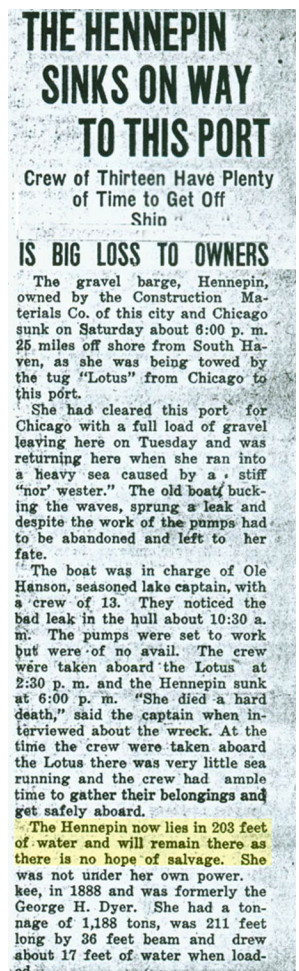 THE HENNEPIN
SINKS ON WAY
TO THIS PORT
Crew of Thirteen Have Plenty
of Time to Get Off
Ship
IS BIG LOSS TO OWNERS
The gravel barge, Hennepin,
owned by the Construction Ma-
terials Co. of this city and Chicago
sunk on Saturday about 6:00 p. m.
25 miles off shore from South Ha-
ven, as she was being towed by
the tug "Lotus" from Chicago to
this port.
She had cleared this port for
Chicago with a full load of gravel
leaving here on Tuesday and was
returning here when she ran into
a heavy sea caused by a stiff
"nor' wester." The old boat buck-
ing the waves, sprung a leak and
despite the work of the pumps had
to be abandoned and left to her
fate.
The boat was in charge of Ole
Hanson, seasoned lake captain, with
a crew of 13. They noticed the
bad leak in the hull about 10:30 a.
m. The pumps were set to work
but were of no avail. The crew
were taken aboard the Lotus at
2:30 p. m. and the Hennepin sunk
at 6:00 p. m. "She died a hard
death," said the captain when in-
terviewed about the wreck. At the
time the crew were taken aboard
the Lotus there was very little sea
running and the crew had ample
time to gather their belongings and
get safely aboard.
The Hennepin now lies in 203 feet
of water and will remain there as
there is no hope of salvage. She
was not under her own power.
kee, in 1888 and was formerly the
George H. Dyer. She had a ton-
nage of 1,188 tons, was 211 feet
long by 36 feet beam and drew
about 17 feet of water when load-
ed